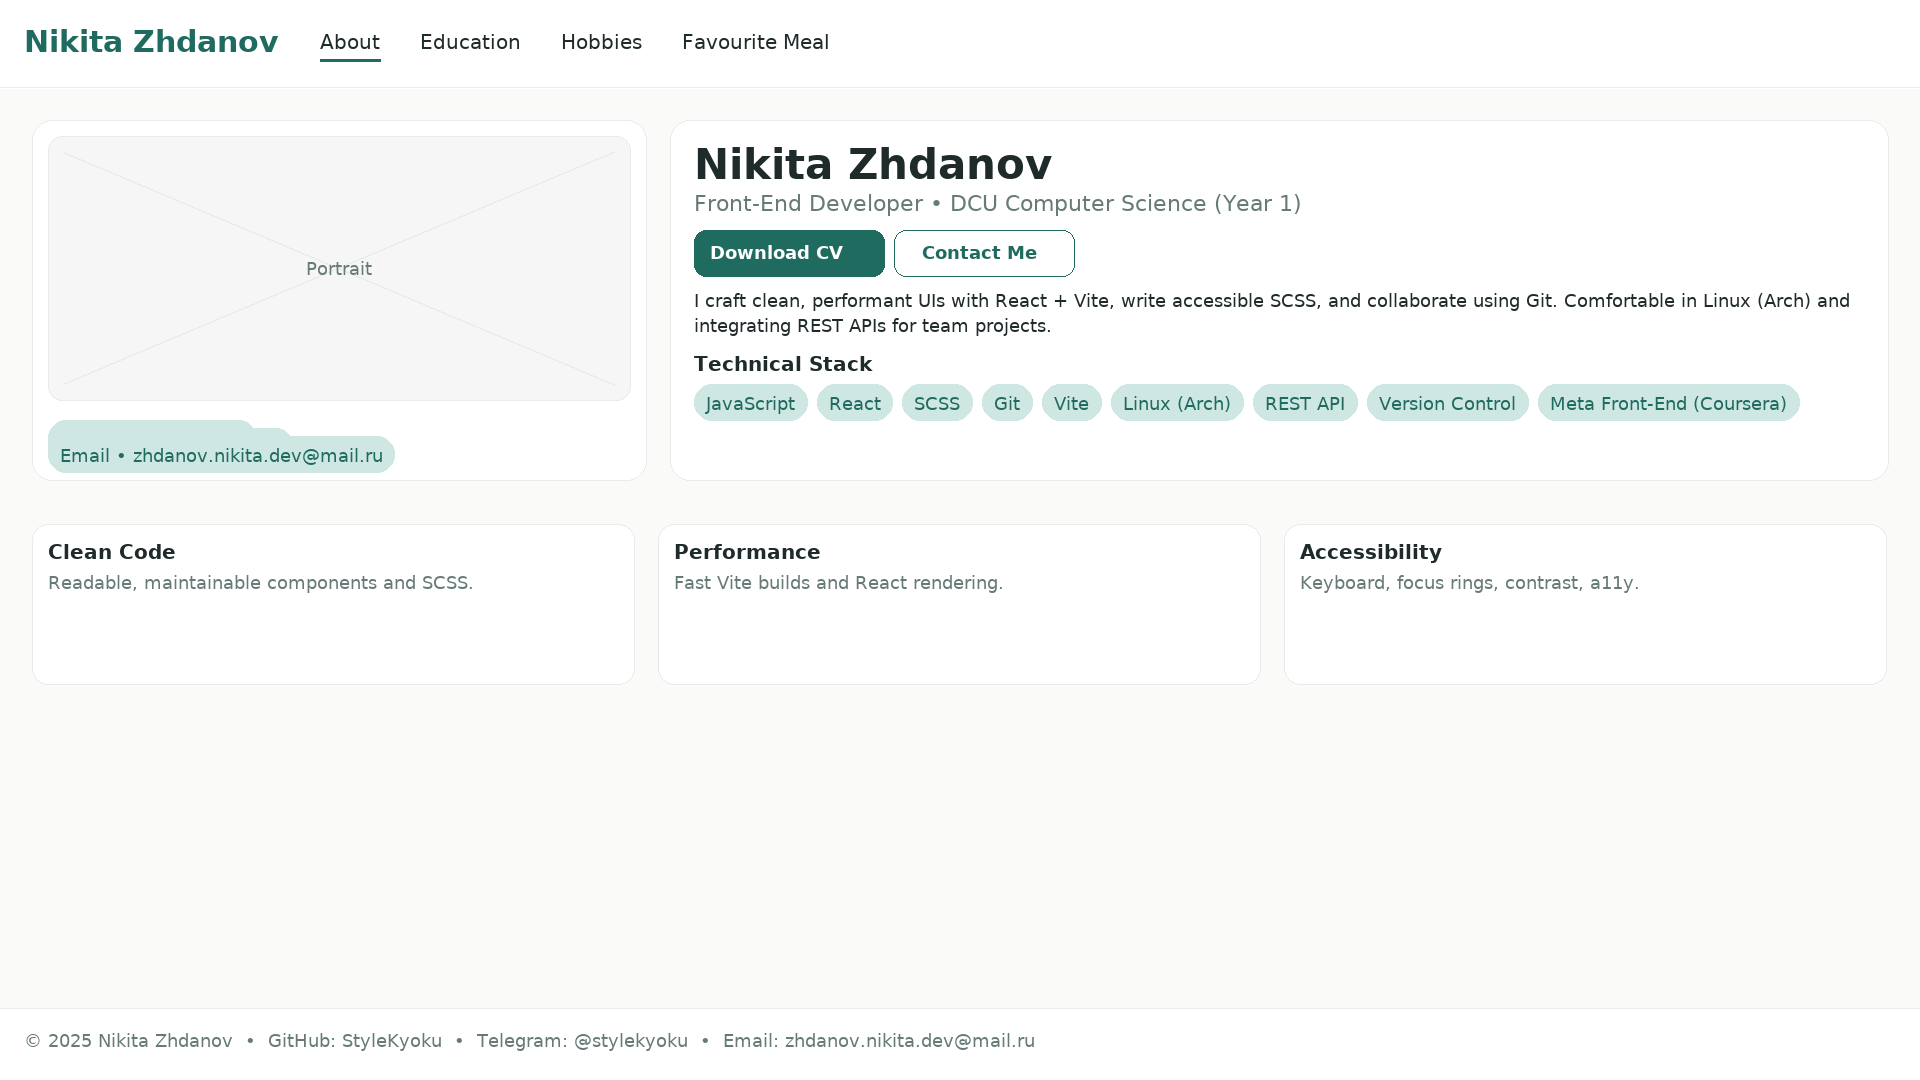 Nikita Zhdanov About Education Hobbies Favourite Meal
Portrait
Email • zhdanov.nikita.dev@mail.ru
Nikita Zhdanov
Front-End Developer • DCU Computer Science (Year 1)
Download CV Contact Me
I craft clean, performant UIs with React + Vite, write accessible SCSS, and collaborate using Git. Comfortable in Linux (Arch) and
integrating REST APIs for team projects.
Technical Stack
JavaScript React SCSS Git Vite Linux (Arch) REST API Version Control Meta Front-End (Coursera)
Clean Code
Readable, maintainable components and SCSS.
Performance
Fast Vite builds and React rendering.
Accessibility
Keyboard, focus rings, contrast, a11y.
© 2025 Nikita Zhdanov • GitHub: StyleKyoku • Telegram: @stylekyoku • Email: zhdanov.nikita.dev@mail.ru